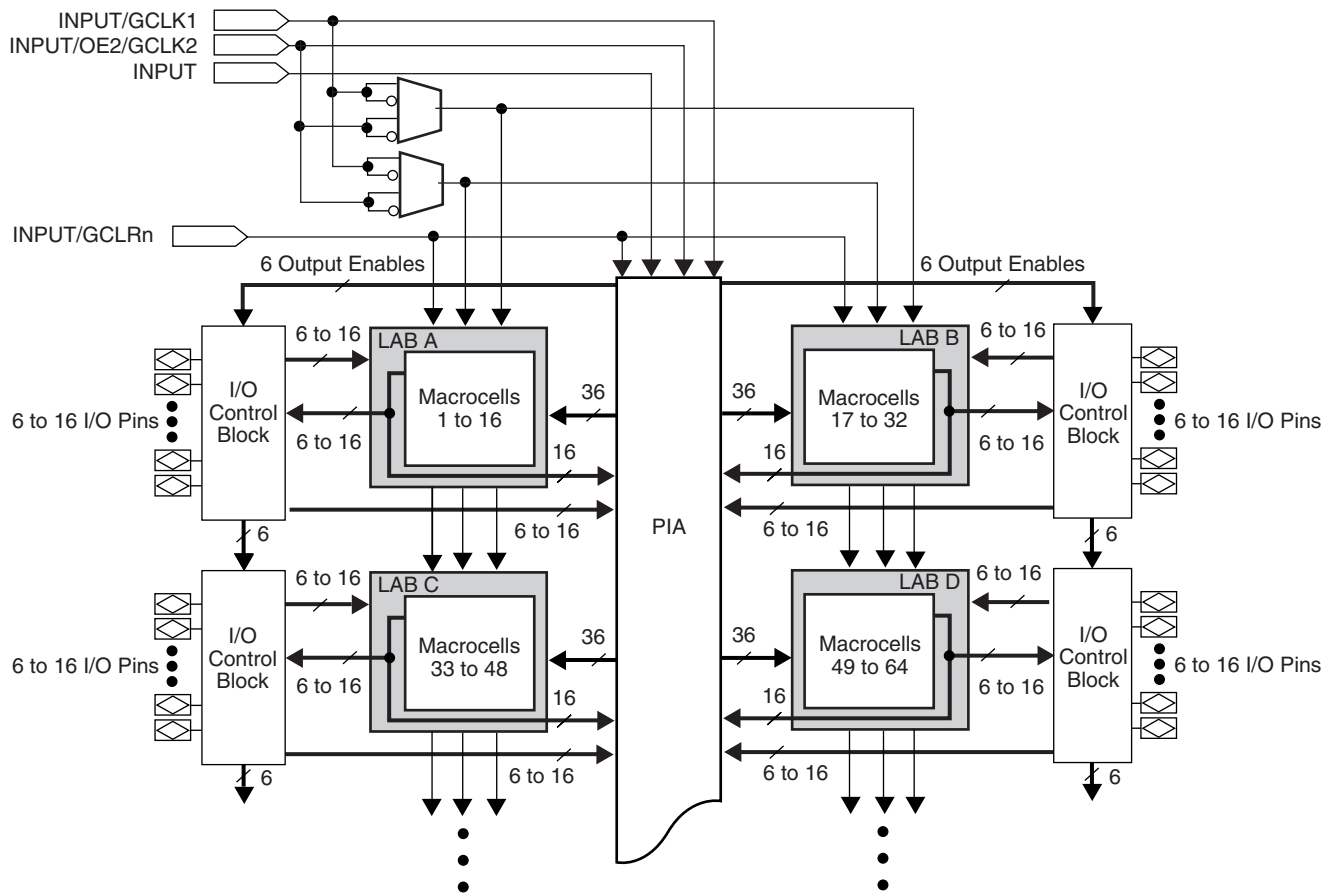 INPUT/GCLK1
INPUT/OE2/GCLK2
INPUT
INPUT/GCLRn
6 Output Enables
6 Output Enables
6 to 16
LAB A
LAB B
6 to 16
I/O
Control
Block
Macrocells
1 to 16
36
36
Macrocells
17 to 32
I/O
Control
Block
6 to 16 I/O Pins
6 to 16 I/O Pins
6 to 16
6 to 16
16
16
6 to 16
PIA
6 to 16
6
6
6 to 16
LAB C
LAB D
6 to 16
I/O
Control
Block
Macrocells
33 to 48
36
36
Macrocells
49 to 64
I/O
Control
Block
6 to 16 I/O Pins
6 to 16 I/O Pins
6 to 16
6 to 16
16
16
6 to 16
6 to 16
6
6